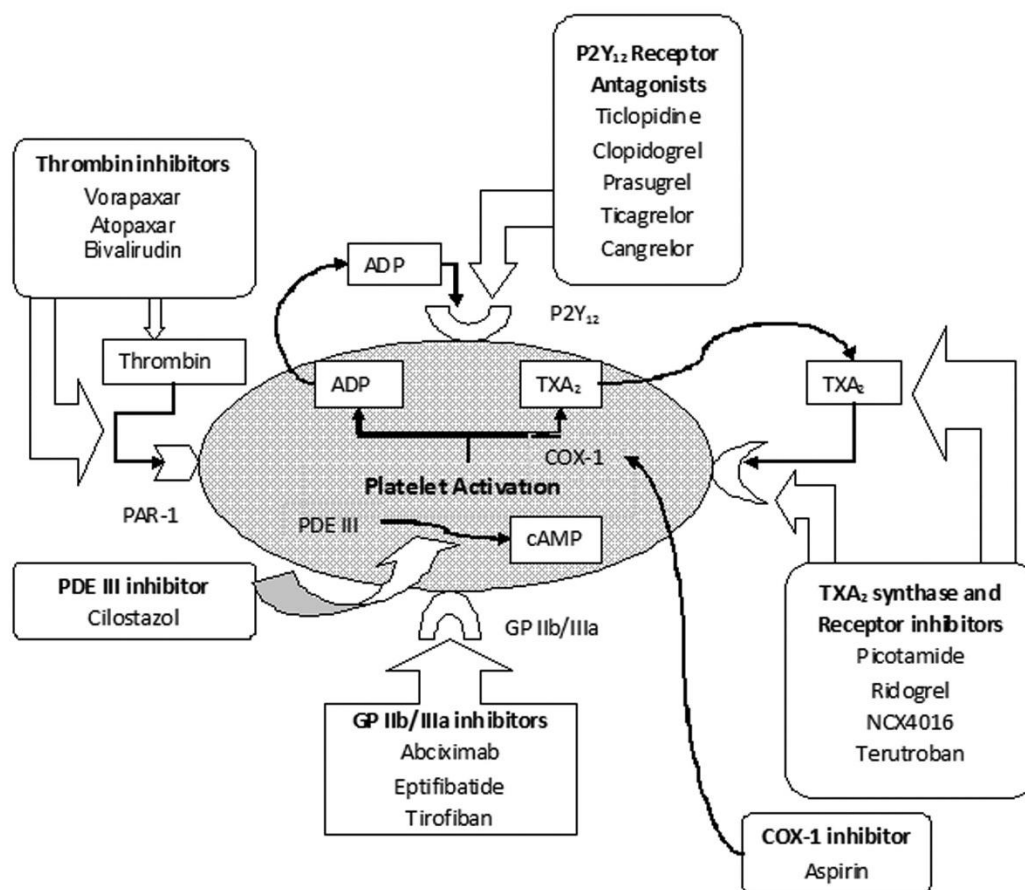 P2Y₁₂ Receptor
Antagonists
Ticlopidine
Clopidogrel
Prasugrel
Ticagrelor
Cangrelor
Thrombin inhibitors
Vorapaxar
Atopaxar
Bivalirudin
ADP
P2Y₁₂
Thrombin
ADP
TXA₂
TXA₂
COX-1
Platelet Activation
PAR-1
PDE III
cAMP
PDE III inhibitor
Cilostazol
GP IIb/IIIa
TXA₂ synthase and
Receptor inhibitors
Picotamide
Ridogrel
NCX4016
Terutroban
GP IIb/IIIa inhibitors
Abciximab
Eptifibatide
Tirofiban
COX-1 inhibitor
Aspirin